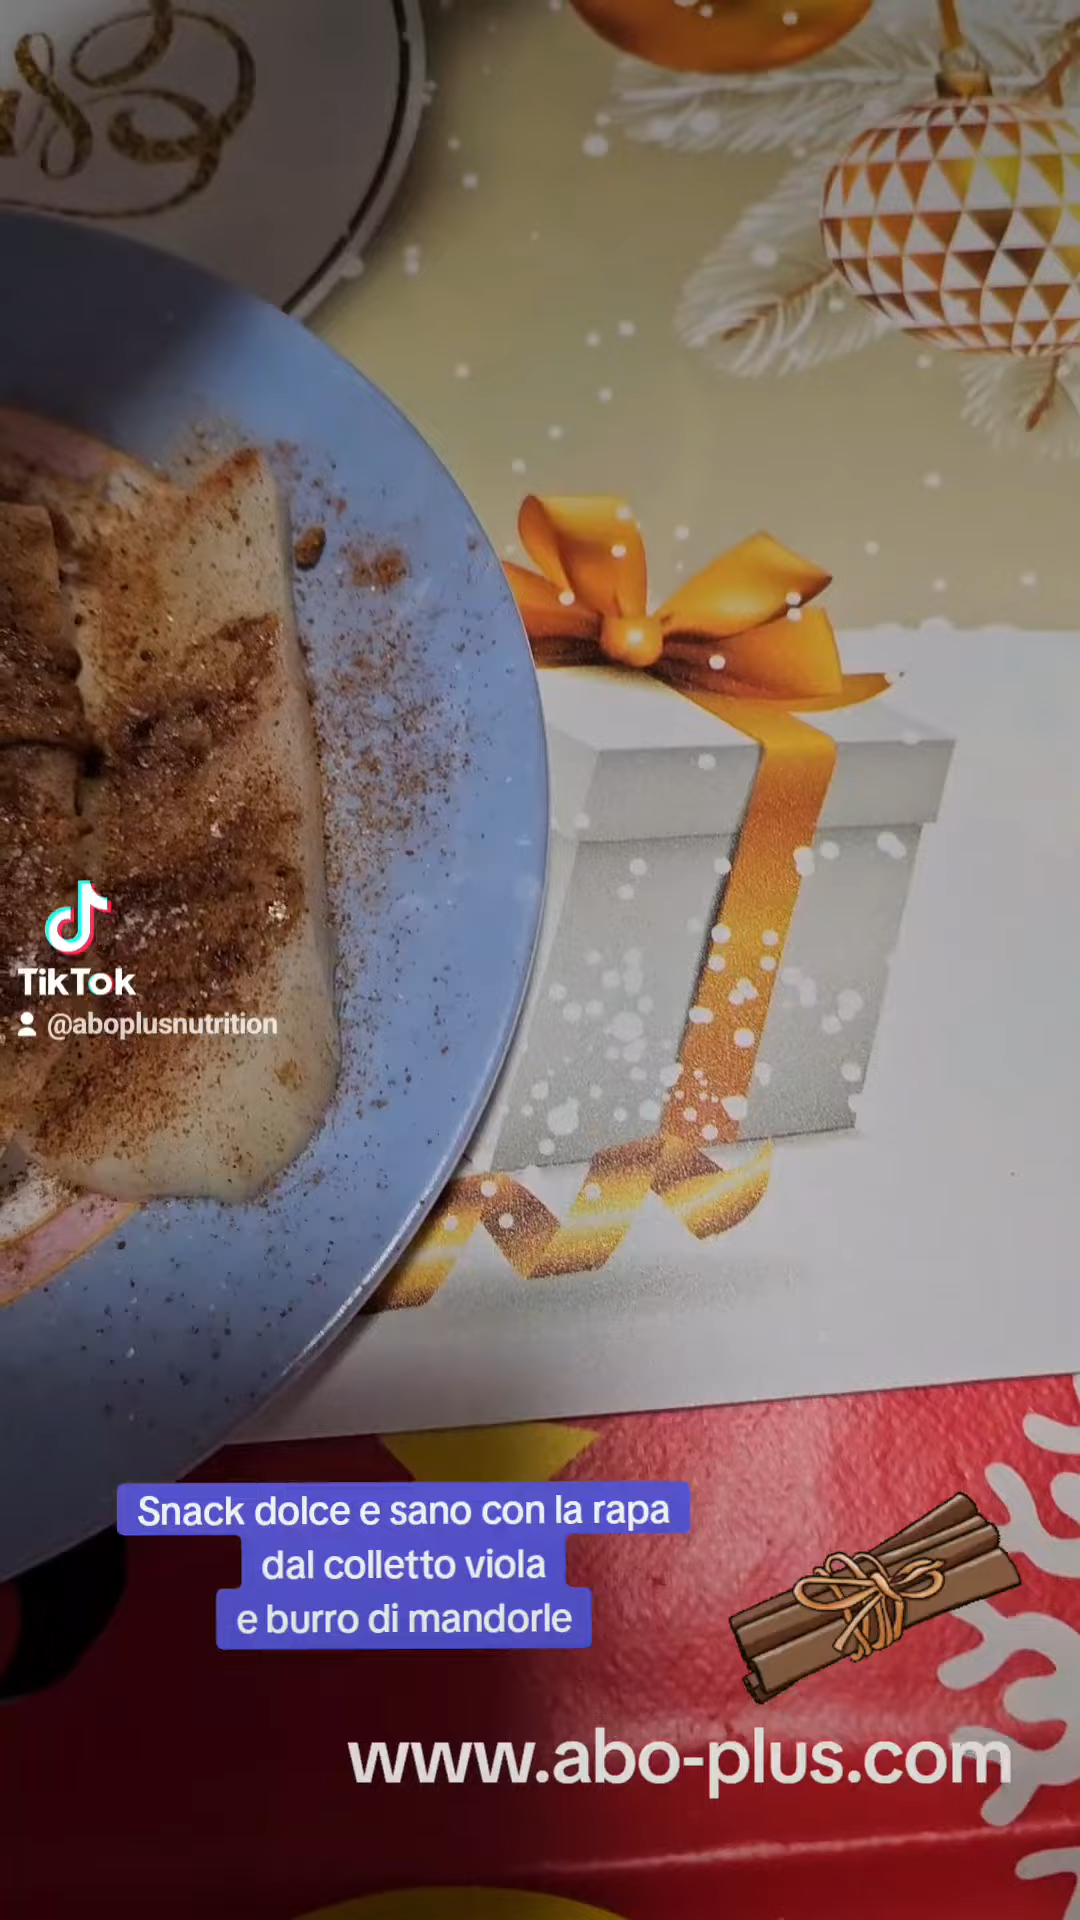 TikTok
@aboplusnutrition
Snack dolce e sano con la rapa
dal colletto viola
e burro di mandorle
www.abo-plus.com